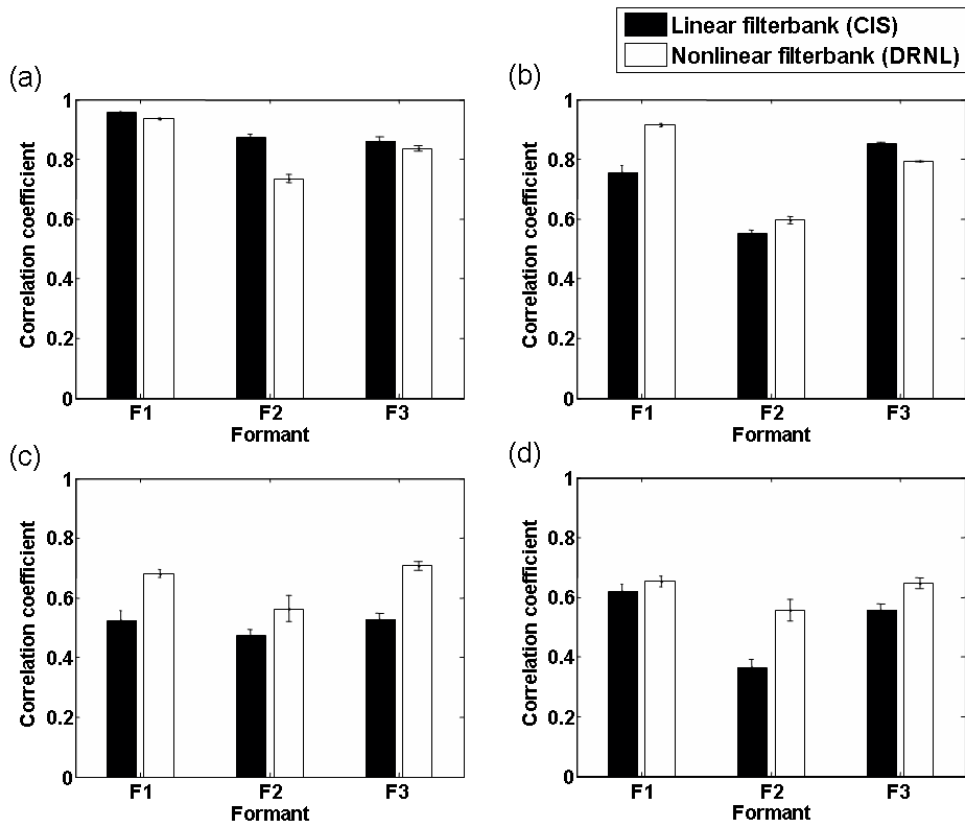 Linear filterbank (CIS)
Nonlinear filterbank (DRNL)
(a)
Correlation coefficient
1
0.8
0.6
0.4
0.2
0
F1 F2 F3
Formant
(b)
Correlation coefficient
1
0.8
0.6
0.4
0.2
0
F1 F2 F3
Formant
(c)
Correlation coefficient
1
0.8
0.6
0.4
0.2
0
F1 F2 F3
Formant
(d)
Correlation coefficient
1
0.8
0.6
0.4
0.2
0
F1 F2 F3
Formant